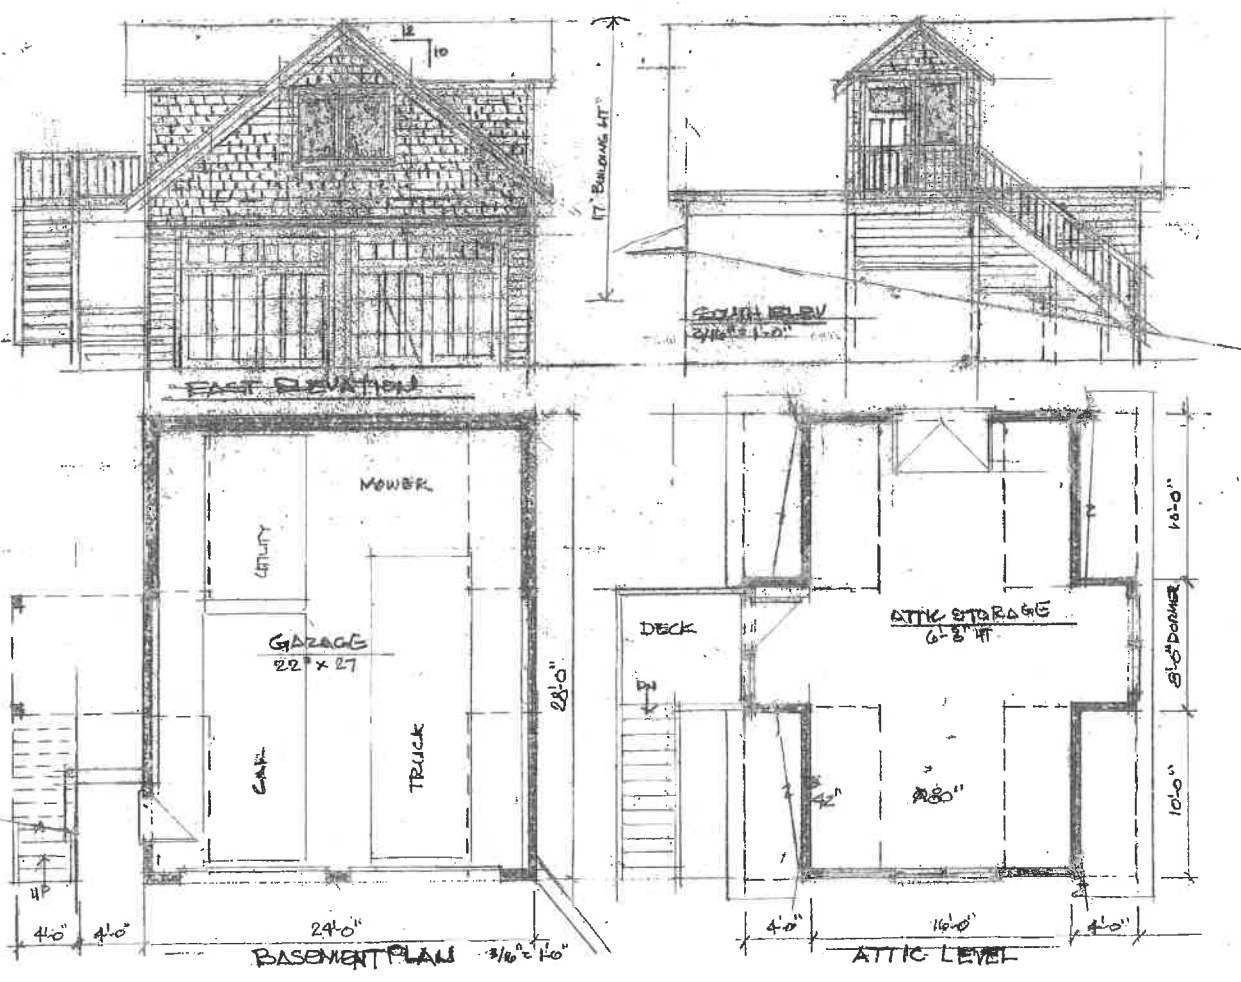 12
10
17' BUILDING HT
SOUTH ELEV
3/16" = 1'-0"
EAST ELEVATION
MOWER
UTILITY
GARAGE
22⁰ x 27
CAR
TRUCK
28'-0"
UP
4'-0"
4'-0"
24'-0"
BASEMENT PLAN
3/16" = 1'-0"
DECK
DN
ATTIC STORAGE
6'-8" HT
42"
10'-0"
8'-0" DORMER
10'-0"
4'-0"
16'-0"
4'-0"
ATTIC LEVEL